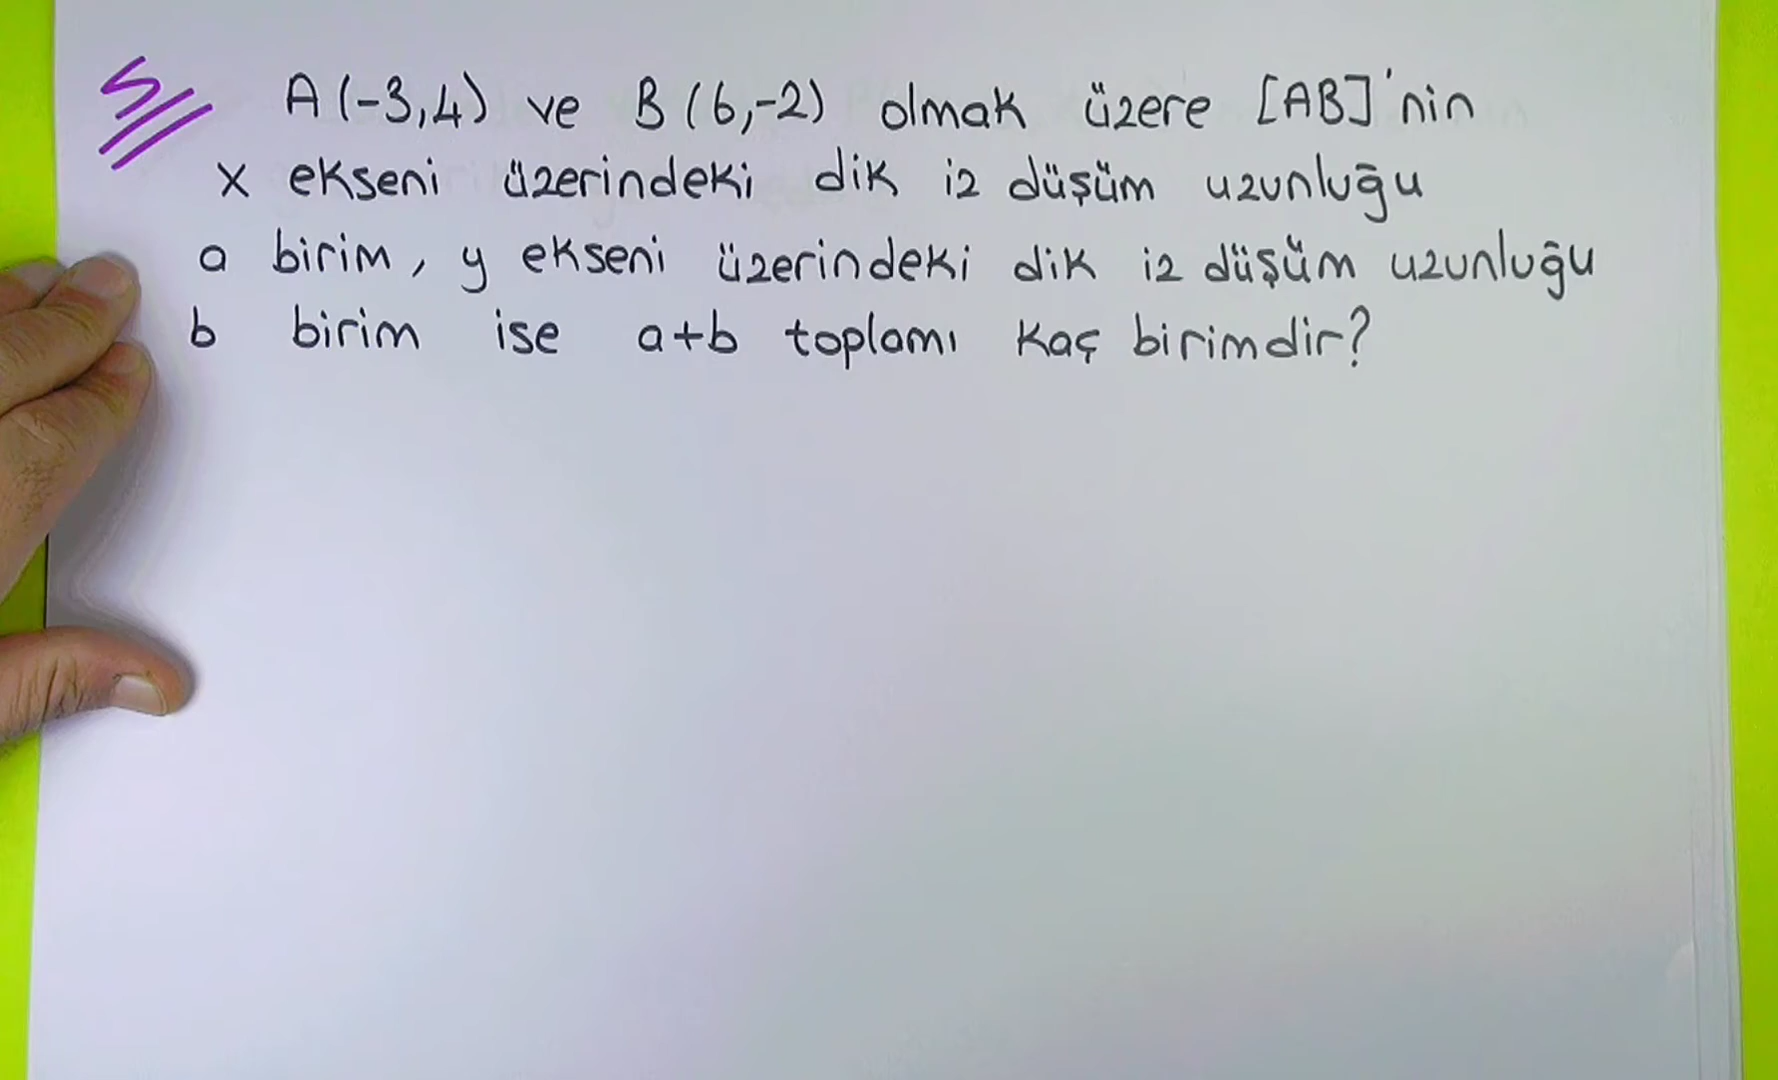 A(-3,4) ve B(6,-2) olmak üzere [AB]'nin
x ekseni üzerindeki dik iz düşüm uzunluğu
a birim, y ekseni üzerindeki dik iz düşüm uzunluğu
b birim ise a+b toplamı kaç birimdir?